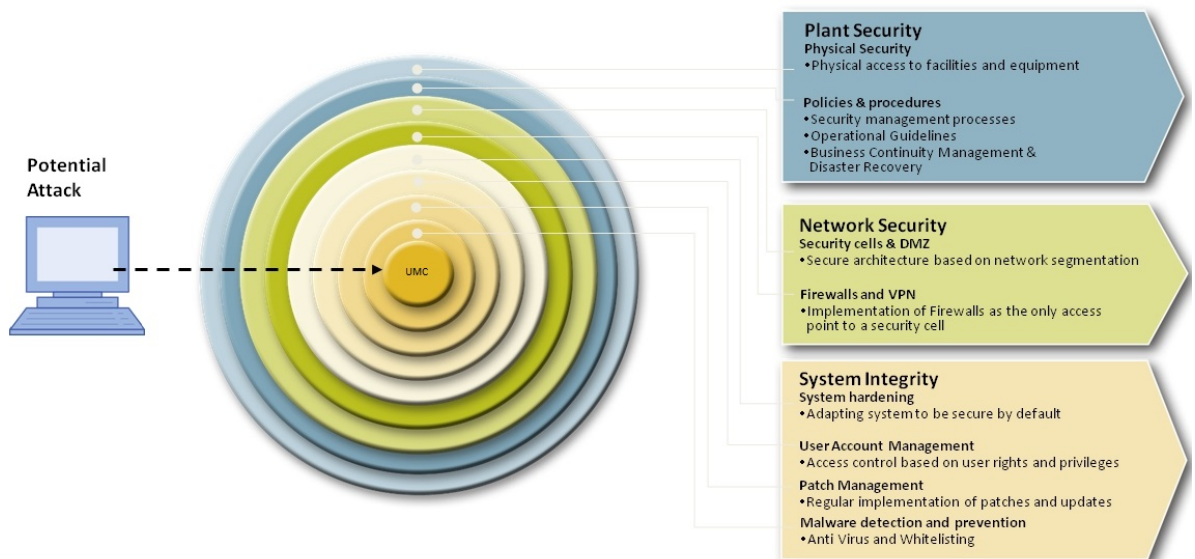 Potential
Attack
UMC
Plant Security
Physical Security
•Physical access to facilities and equipment
Policies & procedures
•Security management processes
•Operational Guidelines
•Business Continuity Management &
Disaster Recovery
Network Security
Security cells & DMZ
•Secure architecture based on network segmentation
Firewalls and VPN
•Implementation of Firewalls as the only access
point to a security cell
System Integrity
System hardening
•Adapting system to be secure by default
User Account Management
•Access control based on user rights and privileges
Patch Management
•Regular implementation of patches and updates
Malware detection and prevention
•Anti Virus and Whitelisting